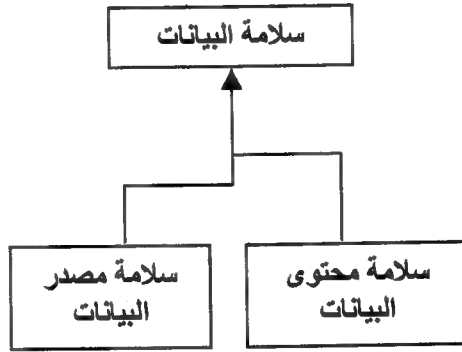 سلامة البيانات
سلامة محتوى
البيانات
سلامة مصدر
البيانات